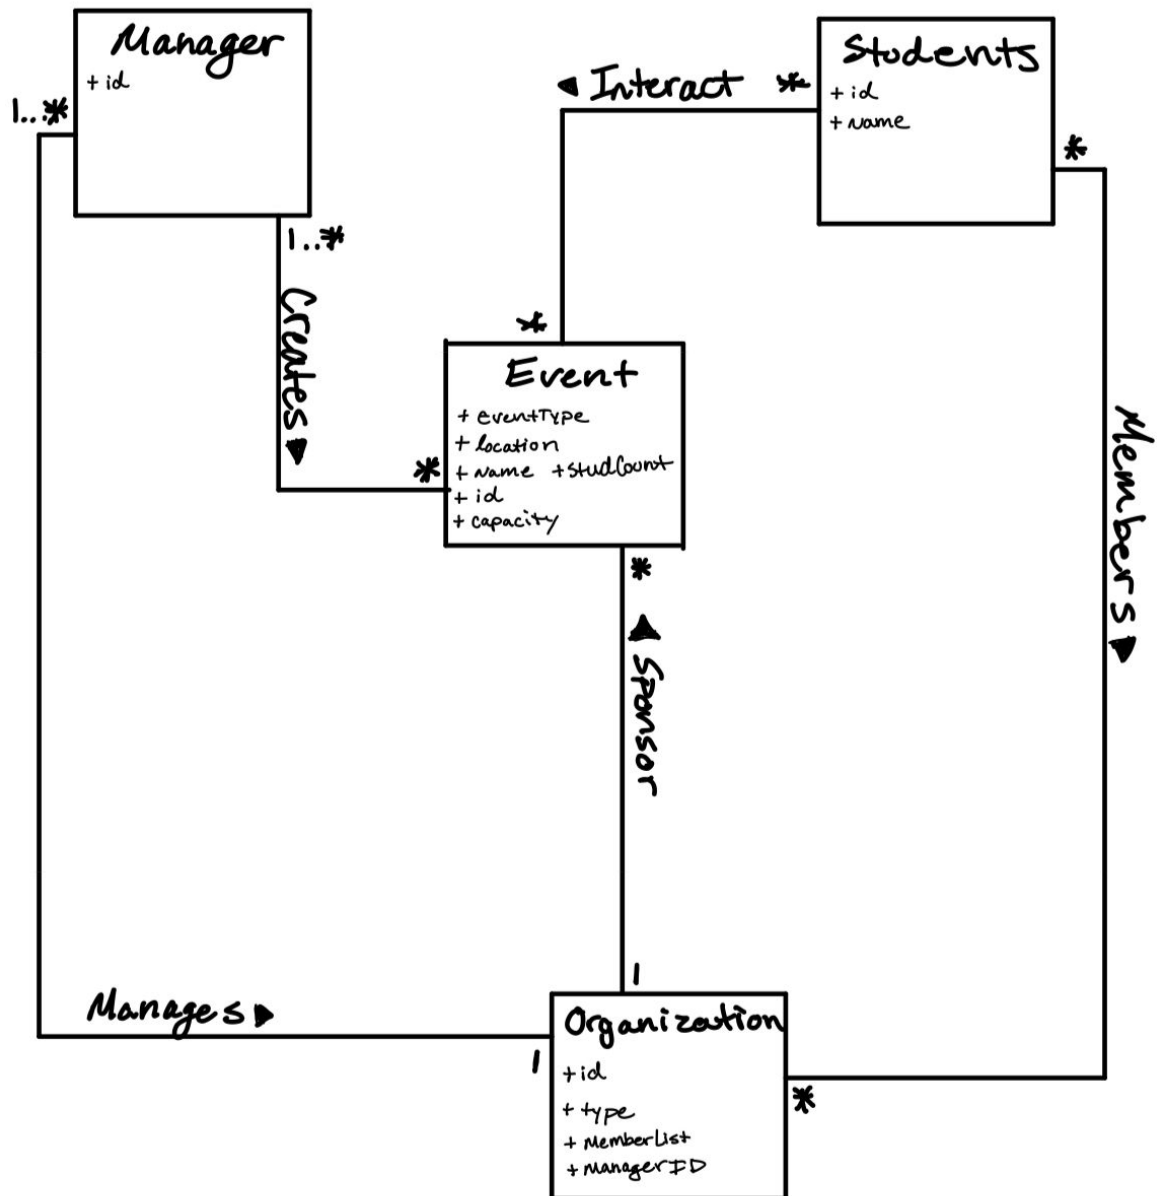 Manager
+ id
1..*
1..*
Creates ▼
◀ Interact *
Students
+ id
+ Name
*
Members ▼
*
Event
+ eventType
+ location
+ Name + StudCount
+ id
+ capacity
*
*
▲ Sponsor
1
Manages ▶
1
Organization
+ id
+ type
+ MemberList
+ ManagerID
*